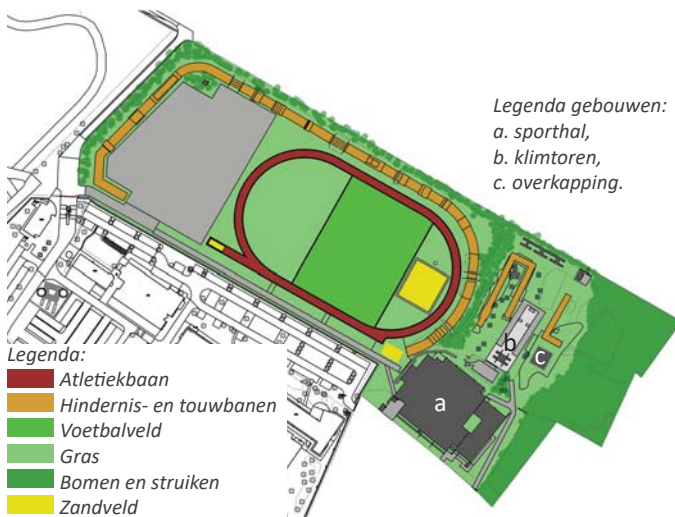 Legenda gebouwen:
a. sporthal,
b. klimtoren,
c. overkapping.
b
c
a
Legenda:
Atletiekbaan
Hindernis- en touwbanen
Voetbalveld
Gras
Bomen en struiken
Zandveld